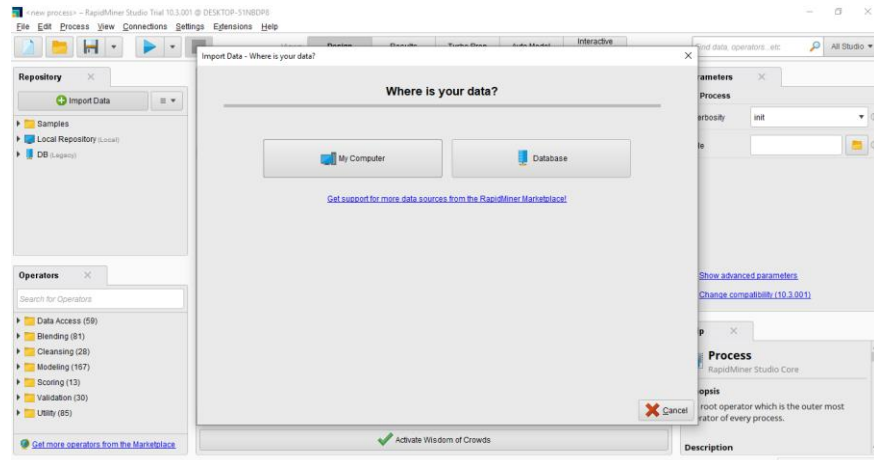 <new process> – RapidMiner Studio Trial 10.3.001 @ DESKTOP-51N8DP8
File Edit Process View Connections Settings Extensions Help
Import Data - Where is your data?
Interactive
Find data, operators...etc
All Studio
Repository
Import Data
Samples
Local Repository (Local)
DB (Legacy)
Where is your data?
My Computer
Database
Get support for more data sources from the RapidMiner Marketplace!
Cancel
Operators
Search for Operators
Data Access (59)
Blending (81)
Cleansing (28)
Modeling (167)
Scoring (13)
Validation (30)
Utility (85)
Get more operators from the Marketplace
Activate Wisdom of Crowds
Process
init
Show advanced parameters
Change compatibility (10.3.001)
Process
RapidMiner Studio Core
root operator which is the outer most
of every process.
Description